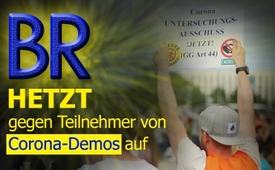 Corona
UNTERSUCHUNGS-
AUSSCHUSS
JETZT!
(GG Art 44)
BR
HETZT
gegen Teilnehmer von
Corona-Demos auf